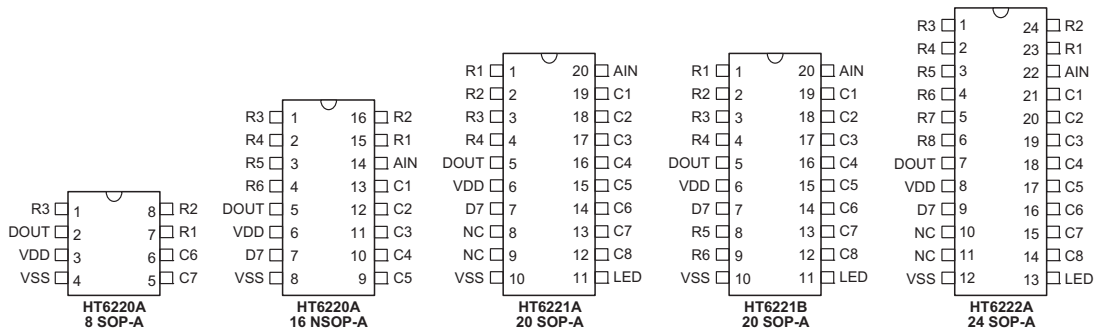 R3 1 8 R2
DOUT 2 7 R1
VDD 3 6 C6
VSS 4 5 C7
HT6220A
8 SOP-A
R3 1 16 R2
R4 2 15 R1
R5 3 14 AIN
R6 4 13 C1
DOUT 5 12 C2
VDD 6 11 C3
D7 7 10 C4
VSS 8 9 C5
HT6220A
16 NSOP-A
R1 1 20 AIN
R2 2 19 C1
R3 3 18 C2
R4 4 17 C3
DOUT 5 16 C4
VDD 6 15 C5
D7 7 14 C6
NC 8 13 C7
NC 9 12 C8
VSS 10 11 LED
HT6221A
20 SOP-A
R1 1 20 AIN
R2 2 19 C1
R3 3 18 C2
R4 4 17 C3
DOUT 5 16 C4
VDD 6 15 C5
D7 7 14 C6
R5 8 13 C7
R6 9 12 C8
VSS 10 11 LED
HT6221B
20 SOP-A
R3 1 24 R2
R4 2 23 R1
R5 3 22 AIN
R6 4 21 C1
R7 5 20 C2
R8 6 19 C3
DOUT 7 18 C4
VDD 8 17 C5
D7 9 16 C6
NC 10 15 C7
NC 11 14 C8
VSS 12 13 LED
HT6222A
24 SOP-A